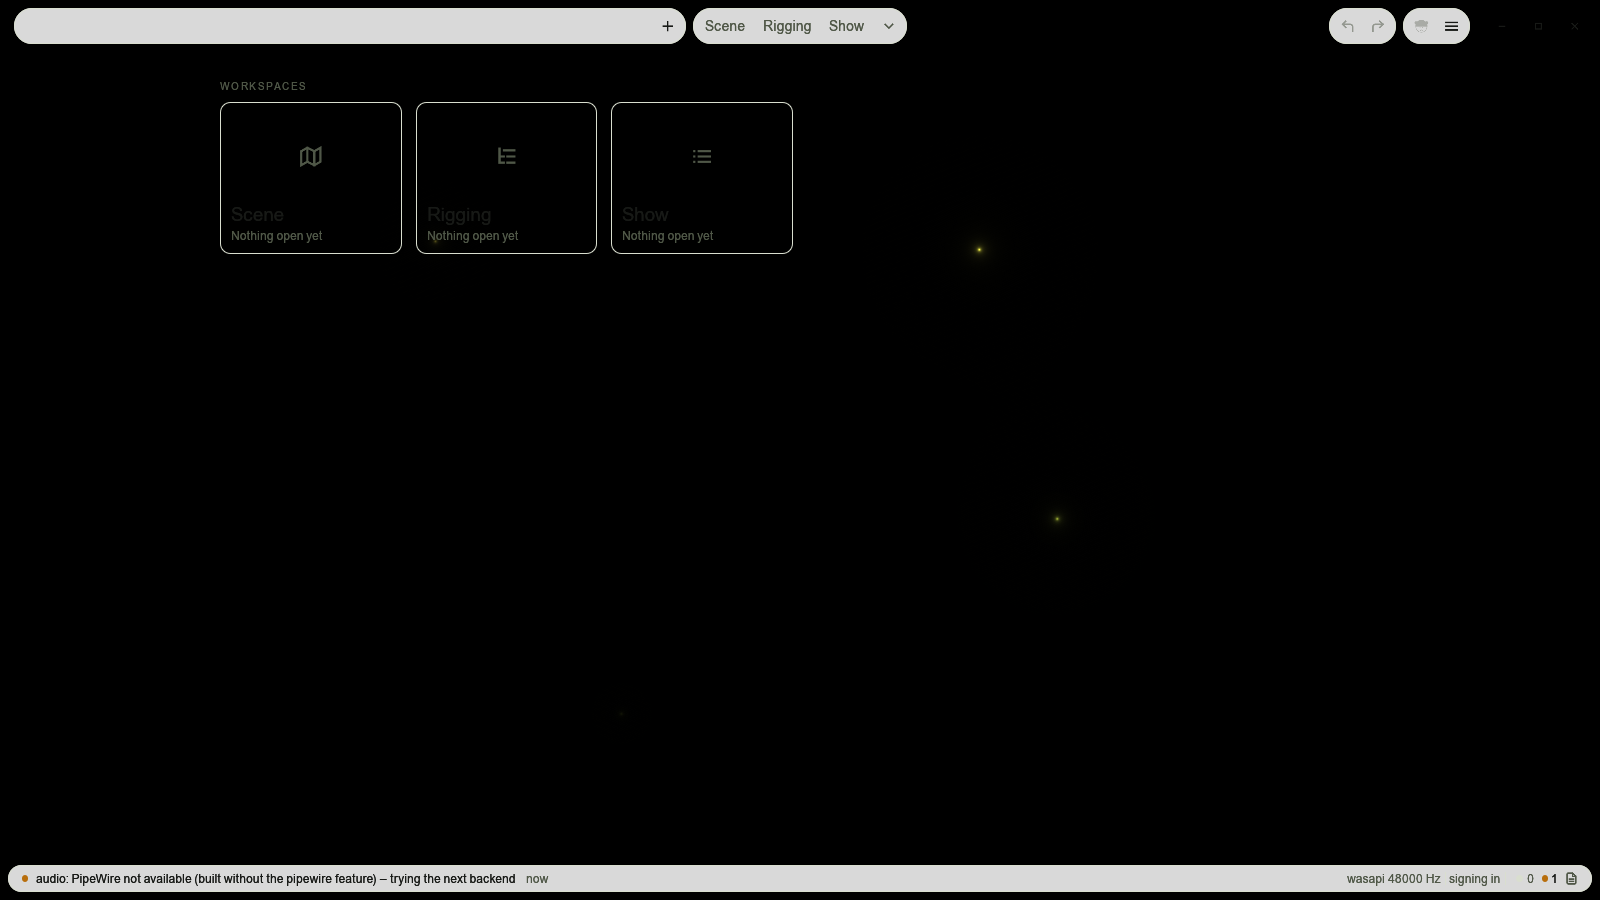 Scene Rigging Show
WORKSPACES
Scene
Nothing open yet
Rigging
Nothing open yet
Show
Nothing open yet
audio: PipeWire not available (built without the pipewire feature) – trying the next backend now
wasapi 48000 Hz signing in 0 1